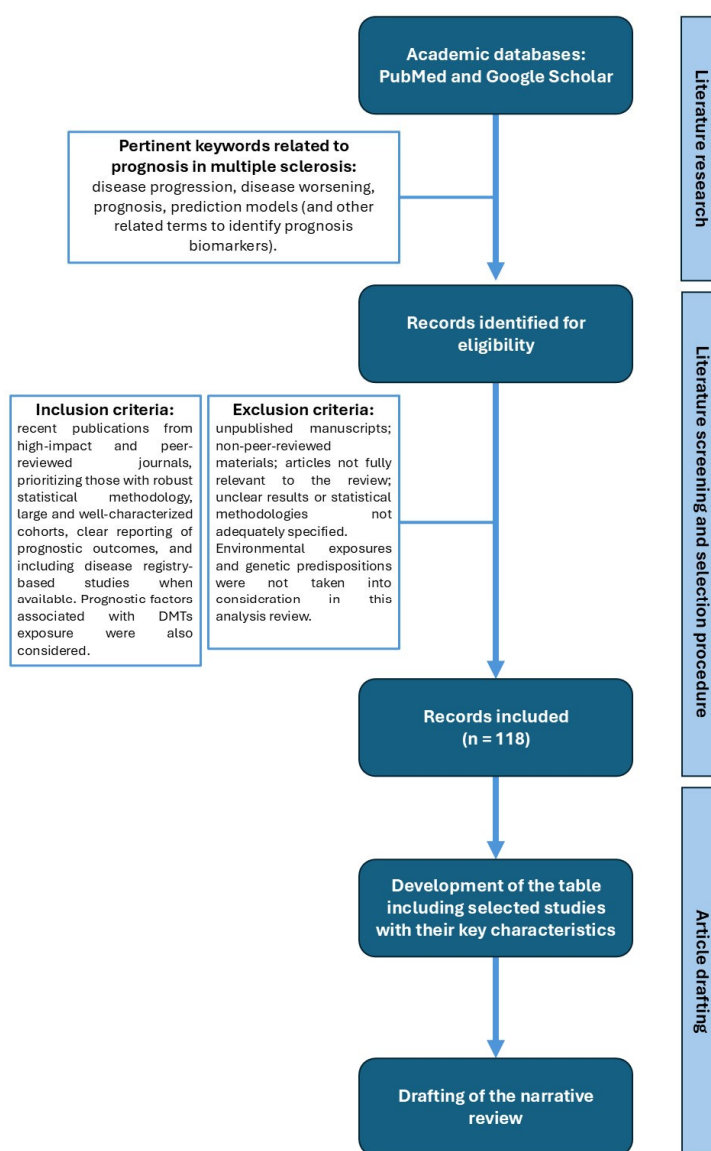 Academic databases:
PubMed and Google Scholar
Literature research
Pertinent keywords related to
prognosis in multiple sclerosis:
disease progression, disease worsening,
prognosis, prediction models (and other
related terms to identify prognosis
biomarkers).
Records identified for
eligibility
Literature screening and selection procedure
Inclusion criteria:
recent publications from
high-impact and peer-
reviewed journals,
prioritizing those with robust
statistical methodology,
large and well-characterized
cohorts, clear reporting of
prognostic outcomes, and
including disease registry-
based studies when
available. Prognostic factors
associated with DMTs
exposure were also
considered.
Exclusion criteria:
unpublished manuscripts;
non-peer-reviewed
materials; articles not fully
relevant to the review;
unclear results or statistical
methodologies not
adequately specified.
Environmental exposures
and genetic predispositions
were not taken into
consideration in this
analysis review.
Records included
(n = 118)
Development of the table
including selected studies
with their key characteristics
Article drafting
Drafting of the narrative
review